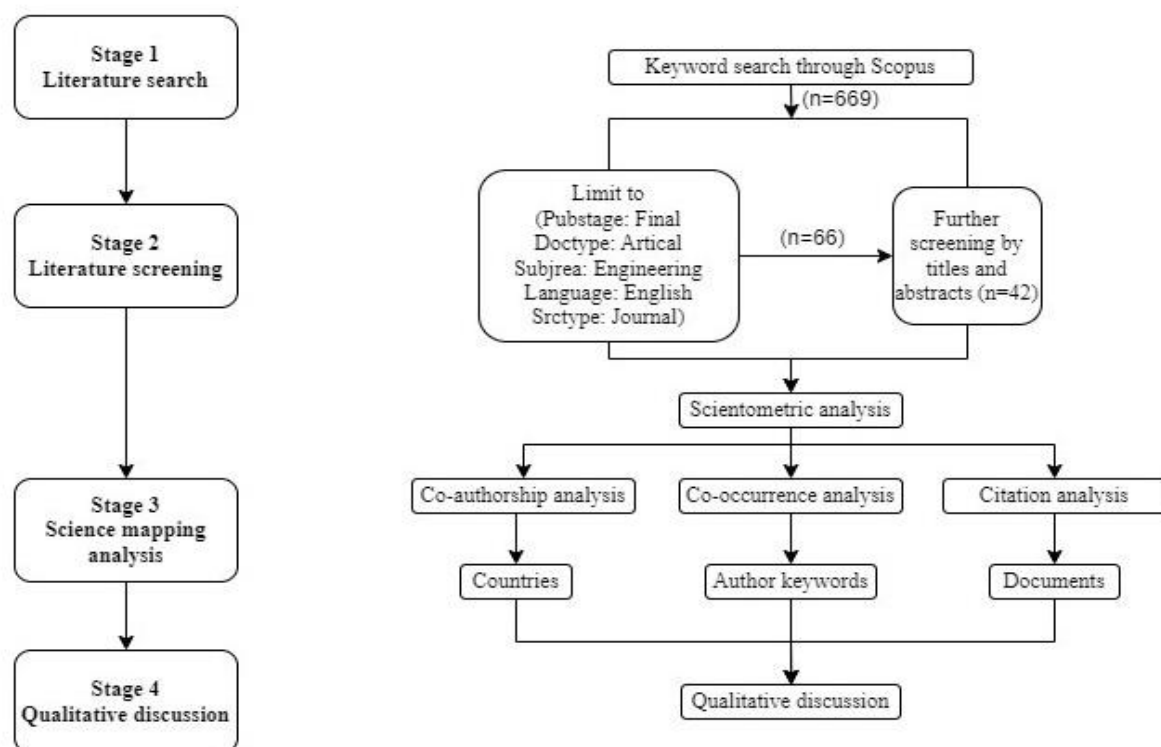 Stage 1
Literature search
Stage 2
Literature screening
Stage 3
Science mapping
analysis
Stage 4
Qualitative discussion
Keyword search through Scopus
(n=669)
Limit to
(Pubstage: Final
Doctype: Artical
Subjrea: Engineering
Language: English
Srctype: Journal)
(n=66)
Further
screening by
titles and
abstracts (n=42)
Scientometric analysis
Co-authorship analysis
Co-occurrence analysis
Citation analysis
Countries
Author keywords
Documents
Qualitative discussion